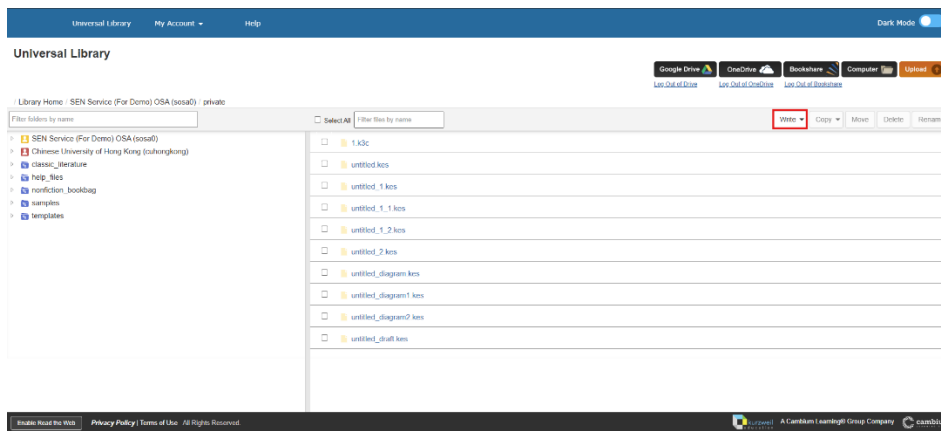 Universal Library My Account Help Dark Mode
Universal Library
Google Drive OneDrive Bookshare Computer Upload
Log Out of Drive Log Out of OneDrive Log Out of Bookshare
/ Library Home / SEN Service (For Demo) OSA (sosa0) / private
Filter folders by name Select All Filter files by name Write Copy Move Delete Renam
SEN Service (For Demo) OSA (sosa0)
Chinese University of Hong Kong (cuhongkong)
classic_literature
help_files
nonfiction_bookbag
samples
templates
1.k3c
untitled.kes
untitled_1.kes
untitled_1_1.kes
untitled_1_2.kes
untitled_2.kes
untitled_diagram.kes
untitled_diagram1.kes
untitled_diagram2.kes
untitled_draft.kes
Enable Read the Web Privacy Policy | Terms of Use All Rights Reserved. kurzweil education A Cambium Learning® Group Company cambiu